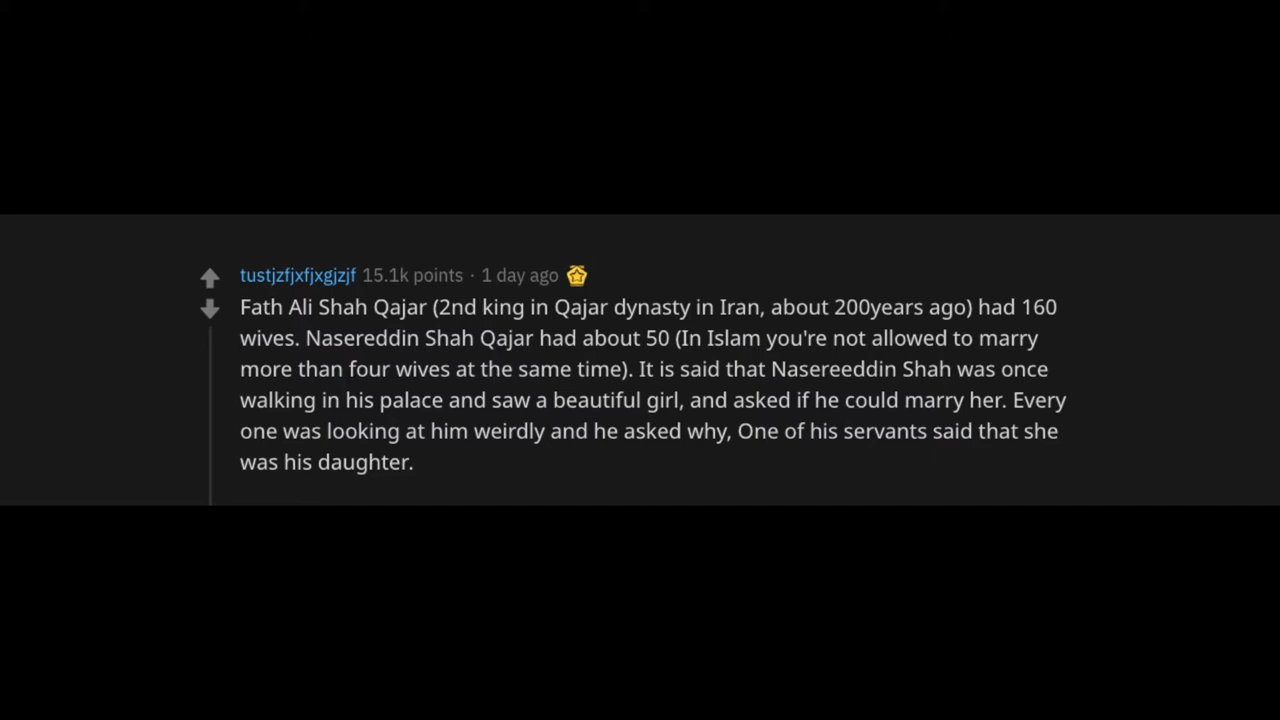 tustjzfjxfjxgjzjf 15.1k points · 1 day ago
Fath Ali Shah Qajar (2nd king in Qajar dynasty in Iran, about 200years ago) had 160
wives. Nasereddin Shah Qajar had about 50 (In Islam you're not allowed to marry
more than four wives at the same time). It is said that Nasereeddin Shah was once
walking in his palace and saw a beautiful girl, and asked if he could marry her. Every
one was looking at him weirdly and he asked why, One of his servants said that she
was his daughter.